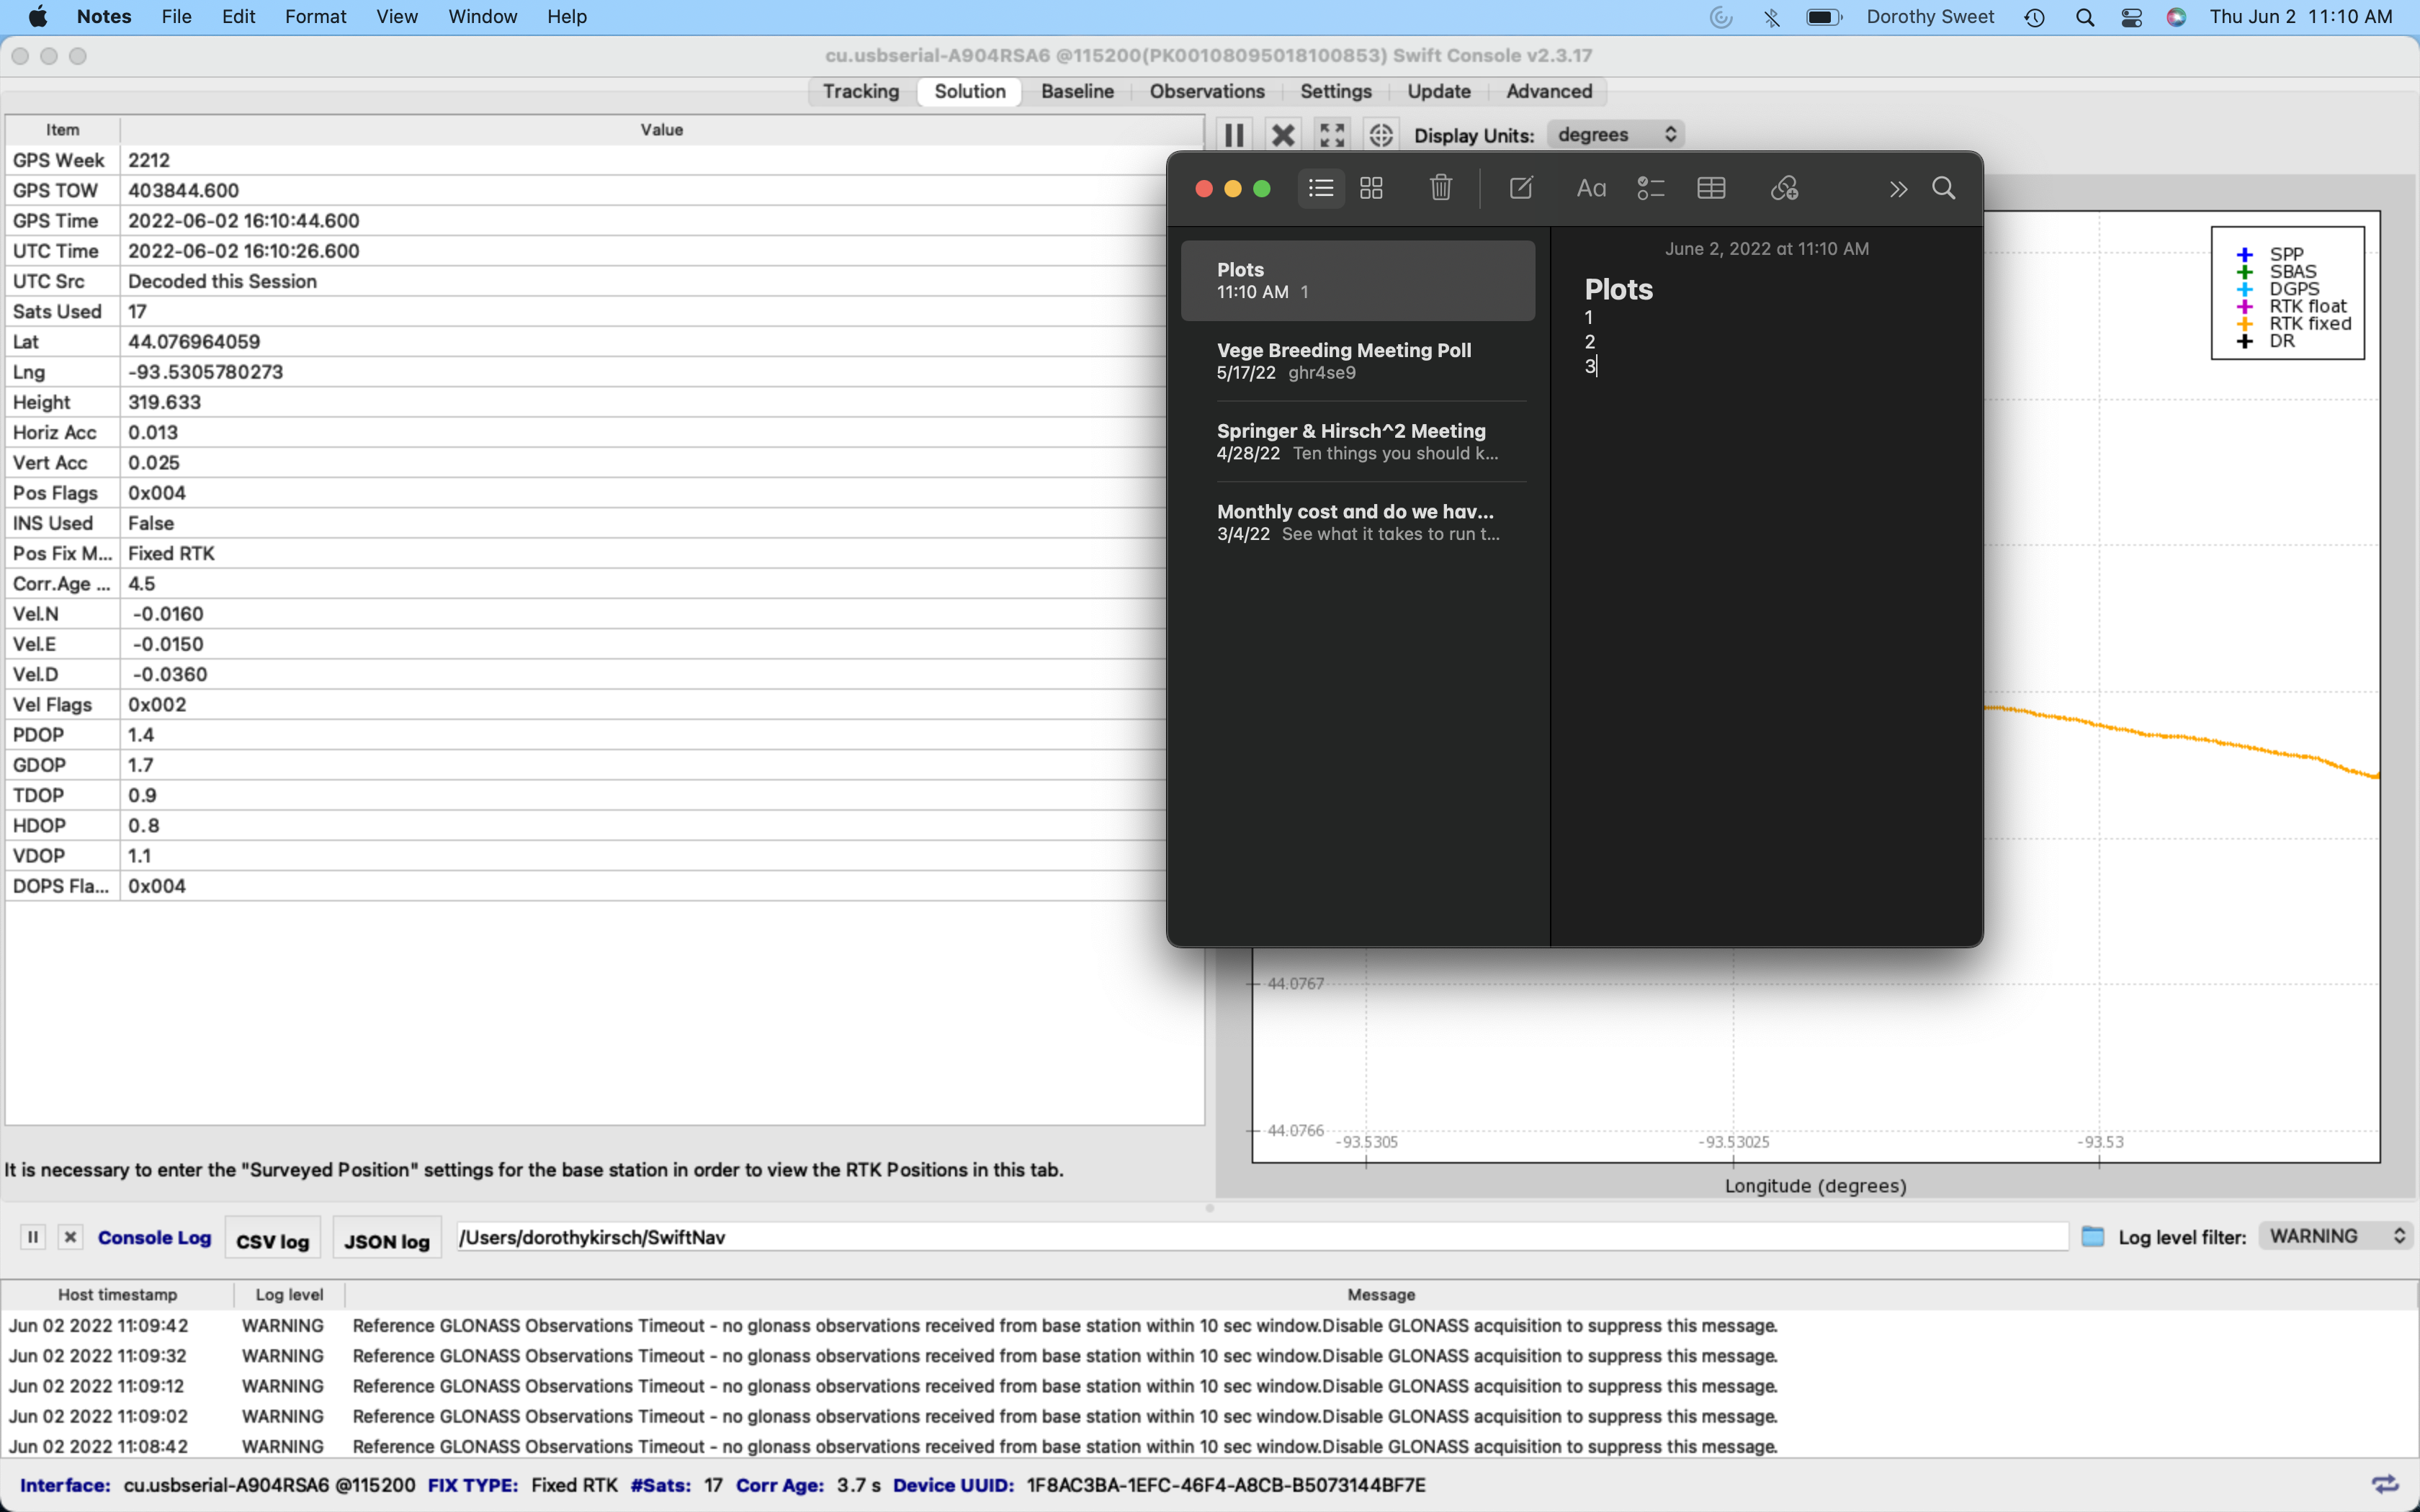 Notes File Edit Format View Window Help Dorothy Sweet Thu Jun 2 11:10 AM
cu.usbserial-A904RSA6 @115200(PK00108095018100853) Swift Console v2.3.17
Tracking Solution Baseline Observations Settings Update Advanced
Item Value
GPS Week 2212
GPS TOW 403844.600
GPS Time 2022-06-02 16:10:44.600
UTC Time 2022-06-02 16:10:26.600
UTC Src Decoded this Session
Sats Used 17
Lat 44.076964059
Lng -93.5305780273
Height 319.633
Horiz Acc 0.013
Vert Acc 0.025
Pos Flags 0x004
INS Used False
Pos Fix M... Fixed RTK
Corr.Age ... 4.5
Vel.N -0.0160
Vel.E -0.0150
Vel.D -0.0360
Vel Flags 0x002
PDOP 1.4
GDOP 1.7
TDOP 0.9
HDOP 0.8
VDOP 1.1
DOPS Fla... 0x004
It is necessary to enter the "Surveyed Position" settings for the base station in order to view the RTK Positions in this tab.
Display Units: degrees
Aa
Plots
11:10 AM 1
Vege Breeding Meeting Poll
5/17/22 ghr4se9
Springer & Hirsch^2 Meeting
4/28/22 Ten things you should k...
Monthly cost and do we hav...
3/4/22 See what it takes to run t...
June 2, 2022 at 11:10 AM
Plots
1
2
3
SPP
SBAS
DGPS
RTK float
RTK fixed
DR
44.0767
44.0766
-93.5305 -93.53025 -93.53
Longitude (degrees)
Console Log CSV log JSON log /Users/dorothykirsch/SwiftNav Log level filter: WARNING
Host timestamp Log level Message
Jun 02 2022 11:09:42 WARNING Reference GLONASS Observations Timeout - no glonass observations received from base station within 10 sec window.Disable GLONASS acquisition to suppress this message.
Jun 02 2022 11:09:32 WARNING Reference GLONASS Observations Timeout - no glonass observations received from base station within 10 sec window.Disable GLONASS acquisition to suppress this message.
Jun 02 2022 11:09:12 WARNING Reference GLONASS Observations Timeout - no glonass observations received from base station within 10 sec window.Disable GLONASS acquisition to suppress this message.
Jun 02 2022 11:09:02 WARNING Reference GLONASS Observations Timeout - no glonass observations received from base station within 10 sec window.Disable GLONASS acquisition to suppress this message.
Jun 02 2022 11:08:42 WARNING Reference GLONASS Observations Timeout - no glonass observations received from base station within 10 sec window.Disable GLONASS acquisition to suppress this message.
Interface: cu.usbserial-A904RSA6 @115200 FIX TYPE: Fixed RTK #Sats: 17 Corr Age: 3.7 s Device UUID: 1F8AC3BA-1EFC-46F4-A8CB-B5073144BF7E